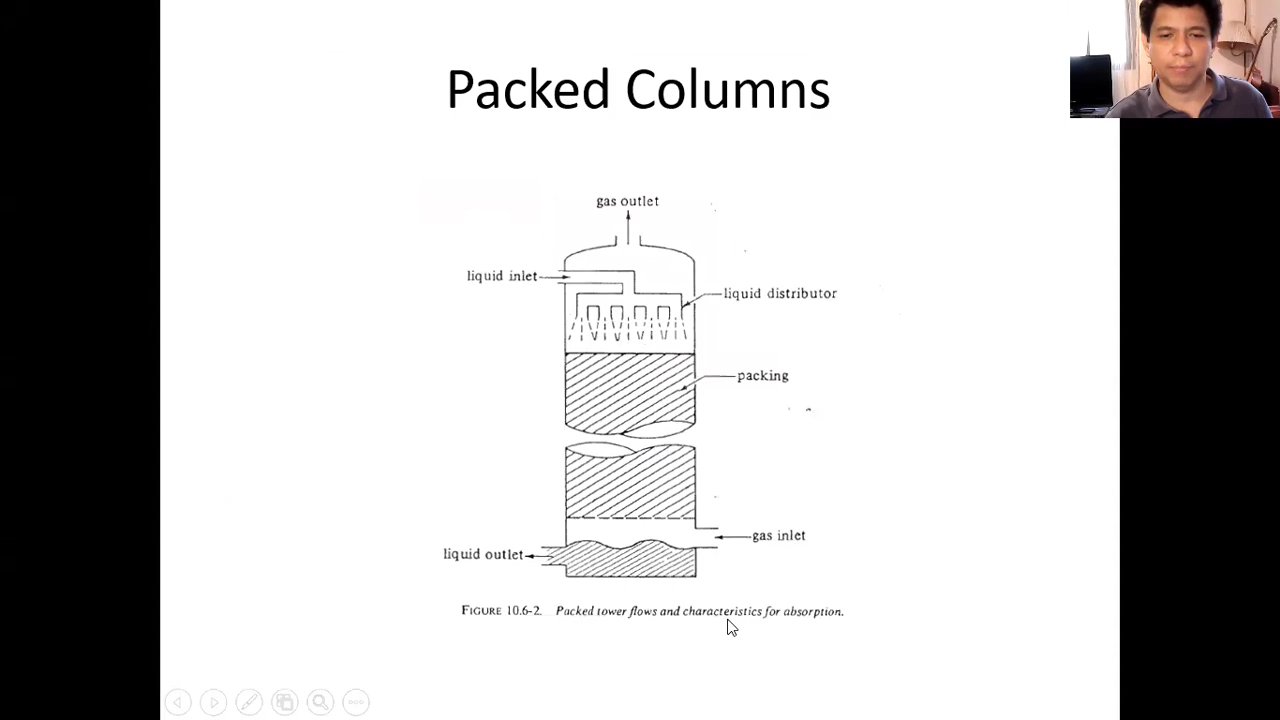 Packed Columns
gas outlet
liquid inlet
liquid distributor
packing
gas inlet
liquid outlet
FIGURE 10.6-2. Packed tower flows and characteristics for absorption.